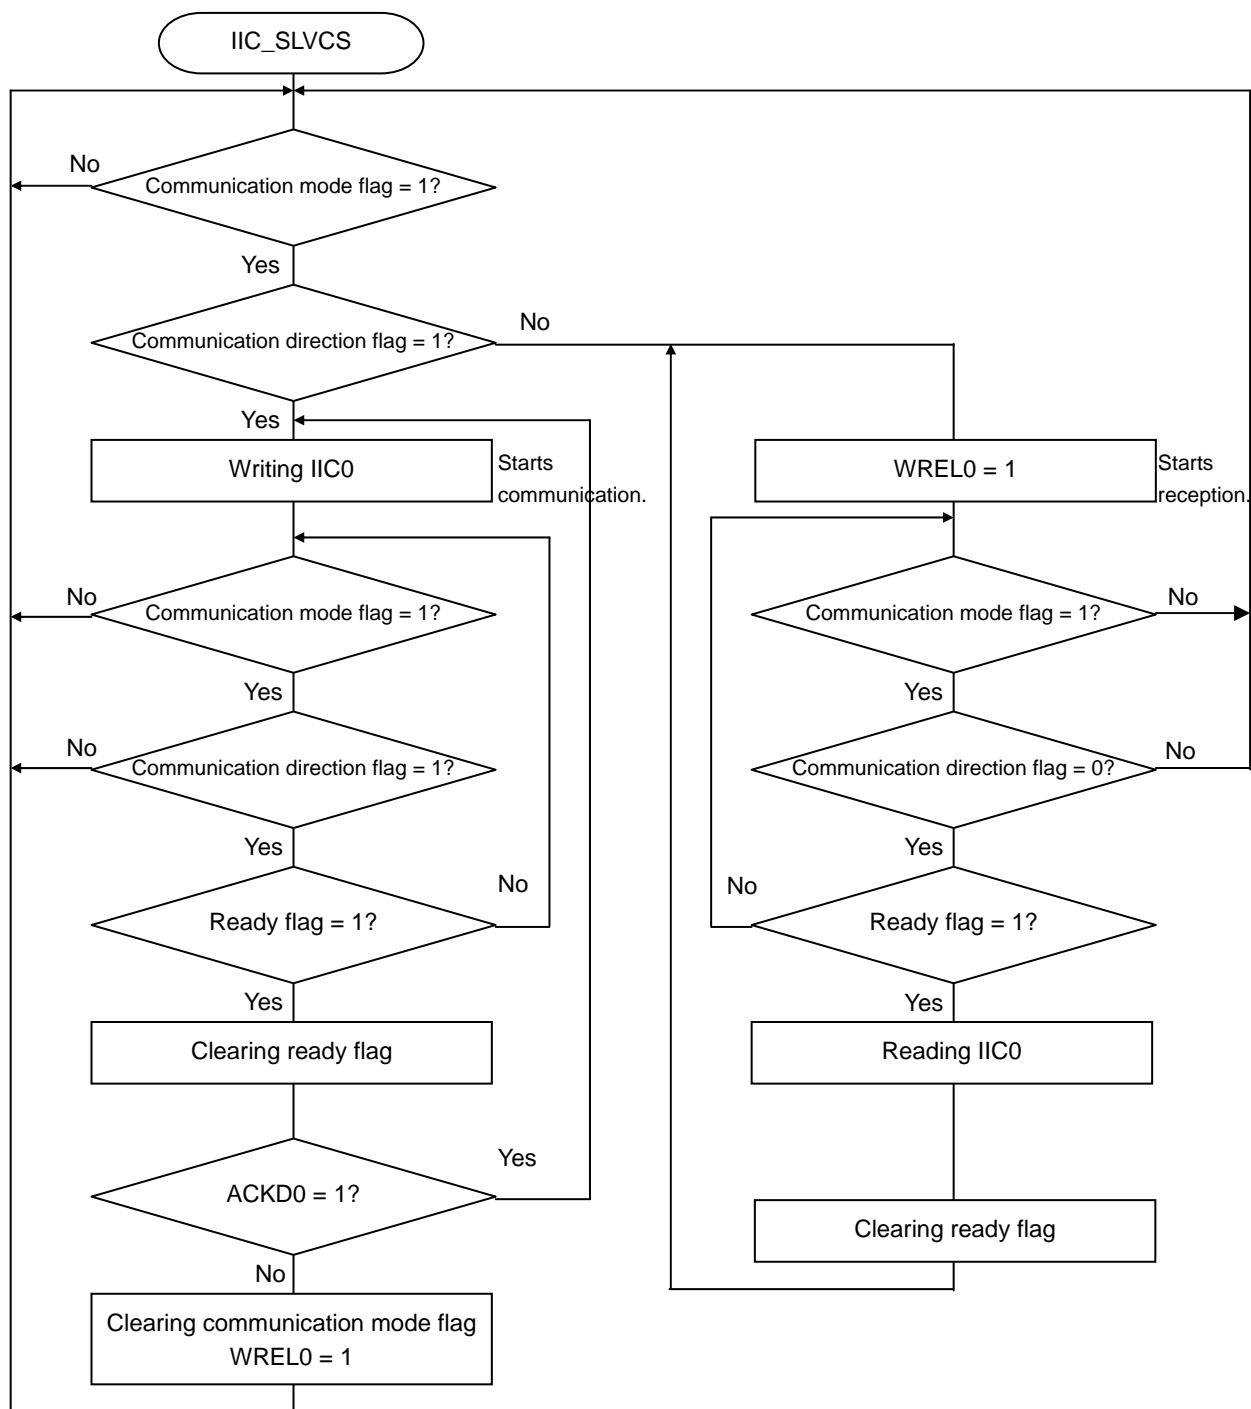 IIC_SLVCS
No
Communication mode flag = 1?
Yes
Communication direction flag = 1?
No
Yes
Writing IIC0
Starts
communication.
WREL0 = 1
Starts
reception.
No
Communication mode flag = 1?
Communication mode flag = 1?
No
Yes
Yes
No
Communication direction flag = 1?
Communication direction flag = 0?
No
Yes
Yes
No
No
Ready flag = 1?
Ready flag = 1?
Yes
Yes
Clearing ready flag
Reading IIC0
Yes
ACKD0 = 1?
Clearing ready flag
No
Clearing communication mode flag
WREL0 = 1